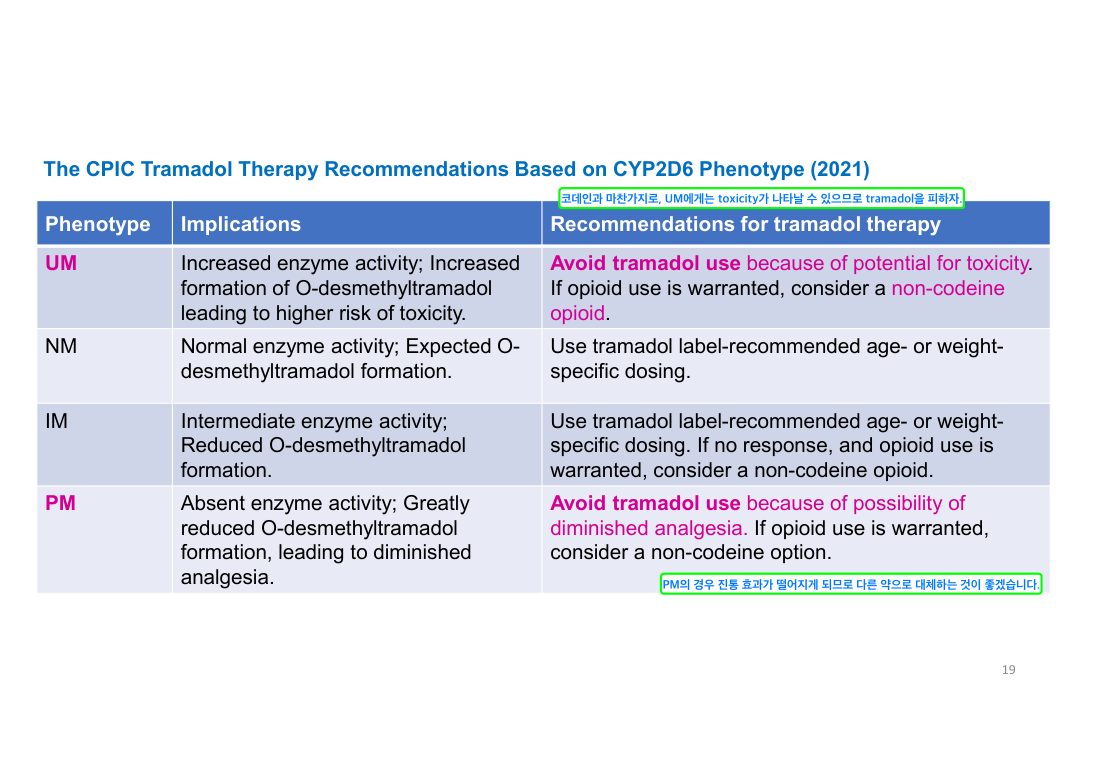 The CPIC Tramadol Therapy Recommendations Based on CYP2D6 Phenotype (2021)
코데인과 마찬가지로, UM에게는 toxicity가 나타날 수 있으므로 tramadol을 피하자.
Phenotype Implications Recommendations for tramadol therapy
UM
Increased enzyme activity; Increased
formation of O-desmethyltramadol
leading to higher risk of toxicity.
Avoid tramadol use because of potential for toxicity.
If opioid use is warranted, consider a non-codeine
opioid.
NM
Normal enzyme activity; Expected O-
desmethyltramadol formation.
Use tramadol label-recommended age- or weight-
specific dosing.
IM
Intermediate enzyme activity;
Reduced O-desmethyltramadol
formation.
Use tramadol label-recommended age- or weight-
specific dosing. If no response, and opioid use is
warranted, consider a non-codeine opioid.
PM
Absent enzyme activity; Greatly
reduced O-desmethyltramadol
formation, leading to diminished
analgesia.
Avoid tramadol use because of possibility of
diminished analgesia. If opioid use is warranted,
consider a non-codeine option.
PM의 경우 진통 효과가 떨어지게 되므로 다른 약으로 대체하는 것이 좋겠습니다.
19